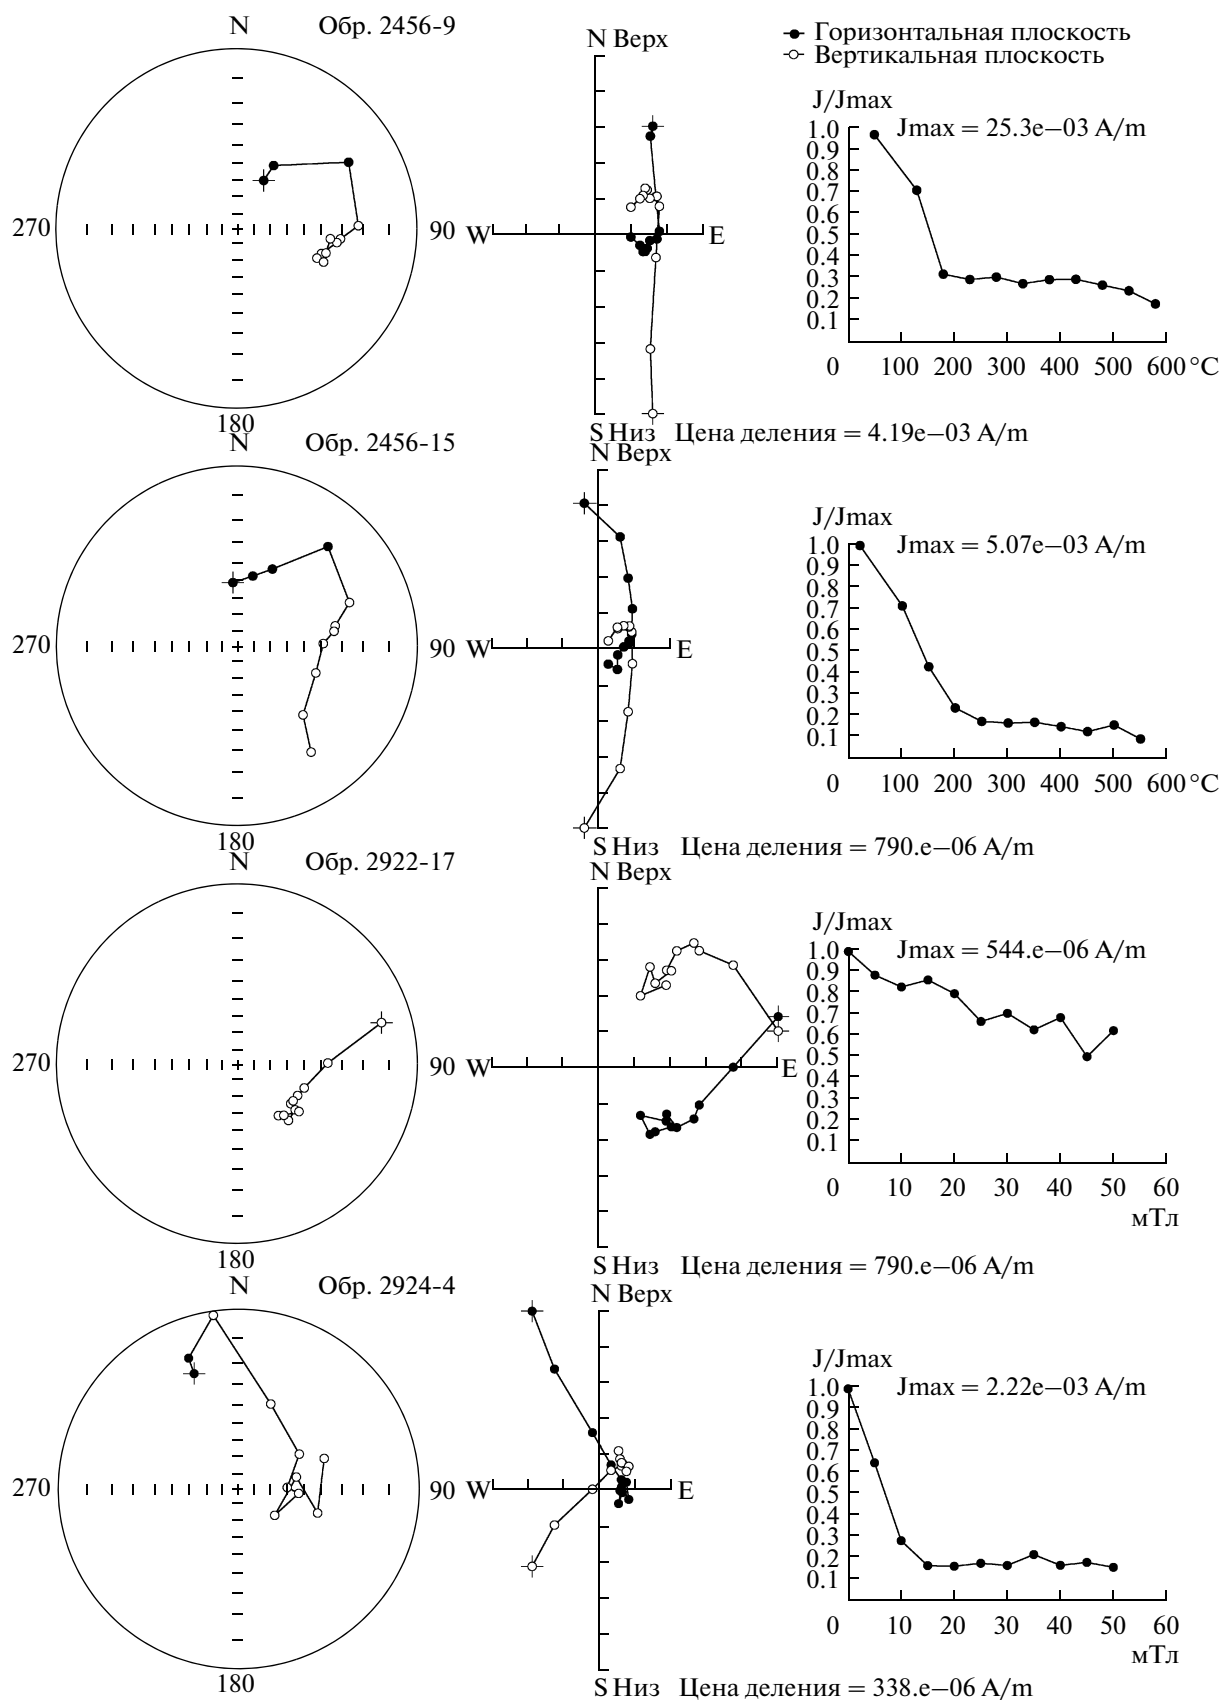 Обр. 2456-9
N Верх
Горизонтальная плоскость
Вертикальная плоскость
270
90
180
W
E
S Низ
Цена деления = 4.19e−03 A/m
J/Jmax
Jmax = 25.3e−03 A/m
1.0
0.9
0.8
0.7
0.6
0.5
0.4
0.3
0.2
0.1
0 100 200 300 400 500 600 °C
N
Обр. 2456-15
N Верх
270
90
180
W
E
S Низ
Цена деления = 790.e−06 A/m
J/Jmax
Jmax = 5.07e−03 A/m
1.0
0.9
0.8
0.7
0.6
0.5
0.4
0.3
0.2
0.1
0 100 200 300 400 500 600 °C
N
Обр. 2922-17
N Верх
270
90
180
W
E
S Низ
Цена деления = 790.e−06 A/m
J/Jmax
Jmax = 544.e−06 A/m
1.0
0.9
0.8
0.7
0.6
0.5
0.4
0.3
0.2
0.1
0 10 20 30 40 50 60
мТл
N
Обр. 2924-4
N Верх
270
90
180
W
E
S Низ
Цена деления = 338.e−06 A/m
J/Jmax
Jmax = 2.22e−03 A/m
1.0
0.9
0.8
0.7
0.6
0.5
0.4
0.3
0.2
0.1
0 10 20 30 40 50 60
мТл
N